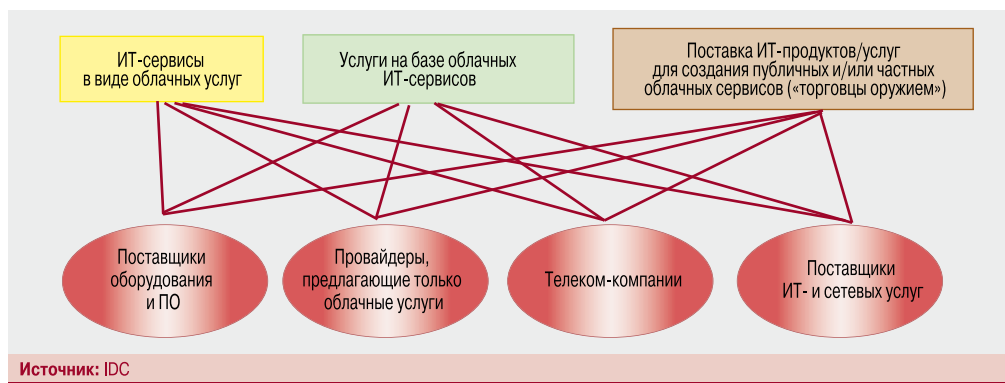 ИТ-сервисы
в виде облачных услуг
Услуги на базе облачных
ИТ-сервисов
Поставка ИТ-продуктов/услуг
для создания публичных и/или частных
облачных сервисов («торговцы оружием»)
Поставщики
оборудования
и ПО
Провайдеры,
предлагающие только
облачные услуги
Телеком-компании
Поставщики
ИТ- и сетевых услуг
Источник: IDC